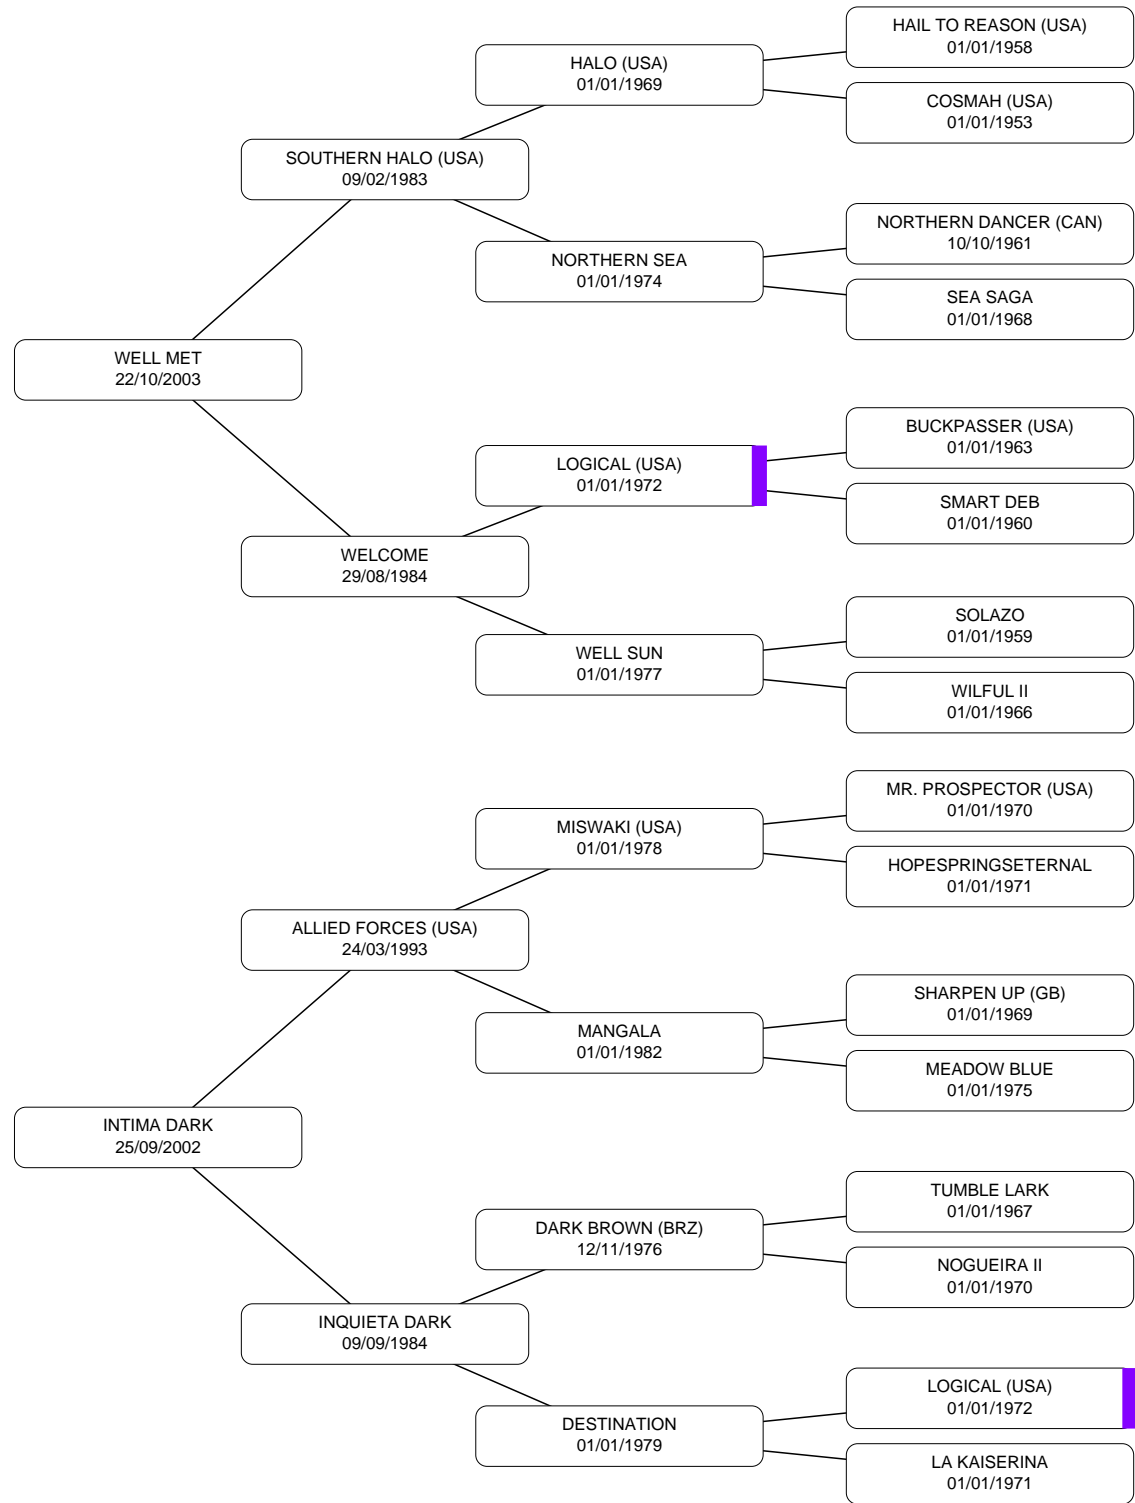 HAIL TO REASON (USA)
01/01/1958
HALO (USA)
01/01/1969
COSMAH (USA)
01/01/1953
SOUTHERN HALO (USA)
09/02/1983
NORTHERN DANCER (CAN)
10/10/1961
NORTHERN SEA
01/01/1974
SEA SAGA
01/01/1968
WELL MET
22/10/2003
BUCKPASSER (USA)
01/01/1963
LOGICAL (USA)
01/01/1972
SMART DEB
01/01/1960
WELCOME
29/08/1984
SOLAZO
01/01/1959
WELL SUN
01/01/1977
WILFUL II
01/01/1966
MR. PROSPECTOR (USA)
01/01/1970
MISWAKI (USA)
01/01/1978
HOPESPRINGSETERNAL
01/01/1971
ALLIED FORCES (USA)
24/03/1993
SHARPEN UP (GB)
01/01/1969
MANGALA
01/01/1982
MEADOW BLUE
01/01/1975
INTIMA DARK
25/09/2002
TUMBLE LARK
01/01/1967
DARK BROWN (BRZ)
12/11/1976
NOGUEIRA II
01/01/1970
INQUIETA DARK
09/09/1984
LOGICAL (USA)
01/01/1972
DESTINATION
01/01/1979
LA KAISERINA
01/01/1971